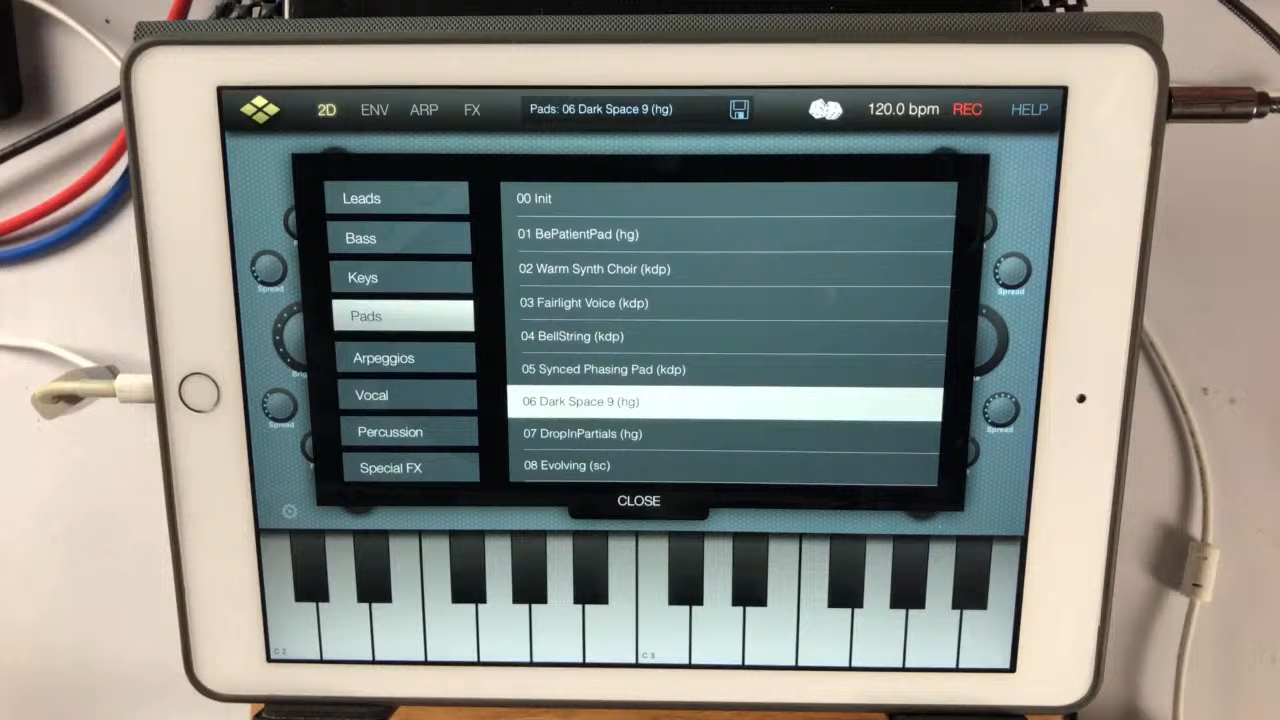 2D ENV ARP FX Pads: 06 Dark Space 9 (hg) 120.0 bpm REC HELP
Leads
Bass
Keys
Pads
Arpeggios
Vocal
Percussion
Special FX
00 Init
01 BePatientPad (hg)
02 Warm Synth Choir (kdp)
03 Fairlight Voice (kdp)
04 BellString (kdp)
05 Synced Phasing Pad (kdp)
06 Dark Space 9 (hg)
07 DropInPartials (hg)
08 Evolving (sc)
CLOSE
Spread
Spread
Spread
Spread
C 2
C 3